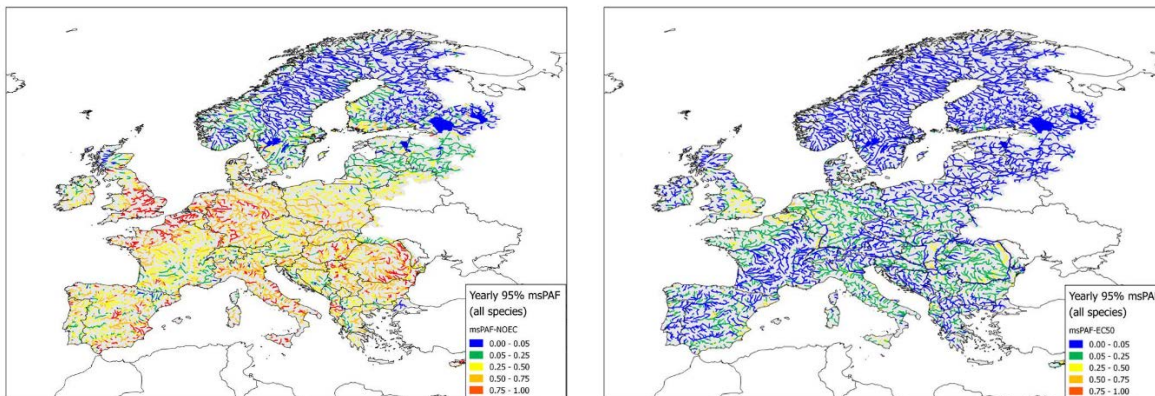 Yearly 95% msPAF
(all species)
msPAF-NOEC
0.00 - 0.05
0.05 - 0.25
0.25 - 0.50
0.50 - 0.75
0.75 - 1.00
Yearly 95% msPAF
(all species)
msPAF-EC50
0.00 - 0.05
0.05 - 0.25
0.25 - 0.50
0.50 - 0.75
0.75 - 1.00